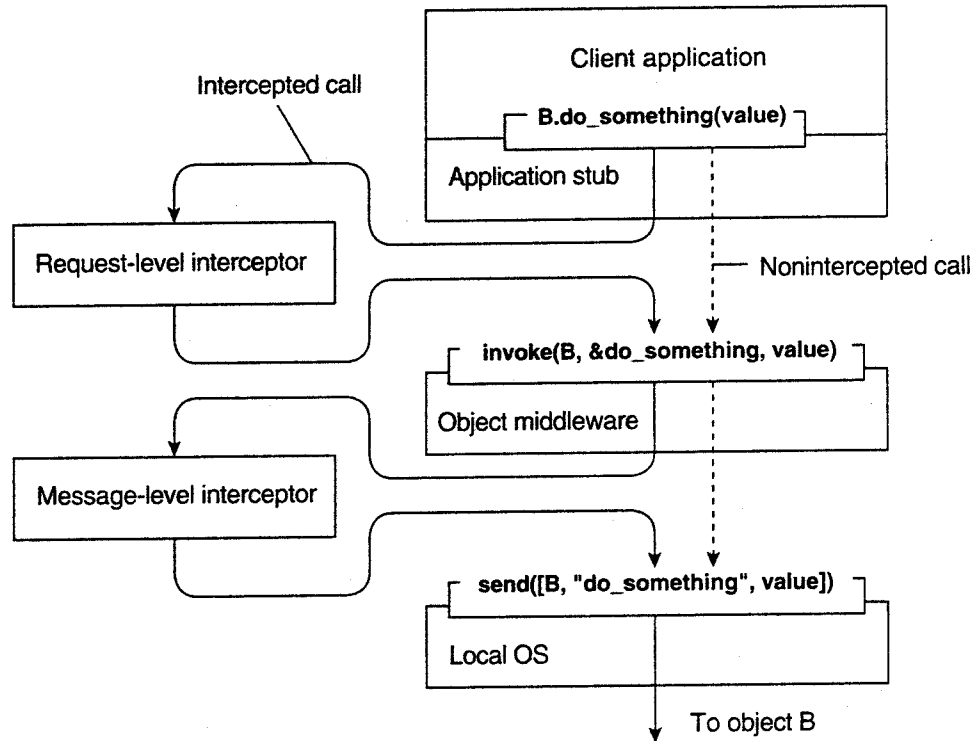 Client application
Intercepted call
B.do_something(value)
Application stub
Request-level interceptor
Nonintercepted call
invoke(B, &do_something, value)
Object middleware
Message-level interceptor
send([B, "do_something", value])
Local OS
To object B